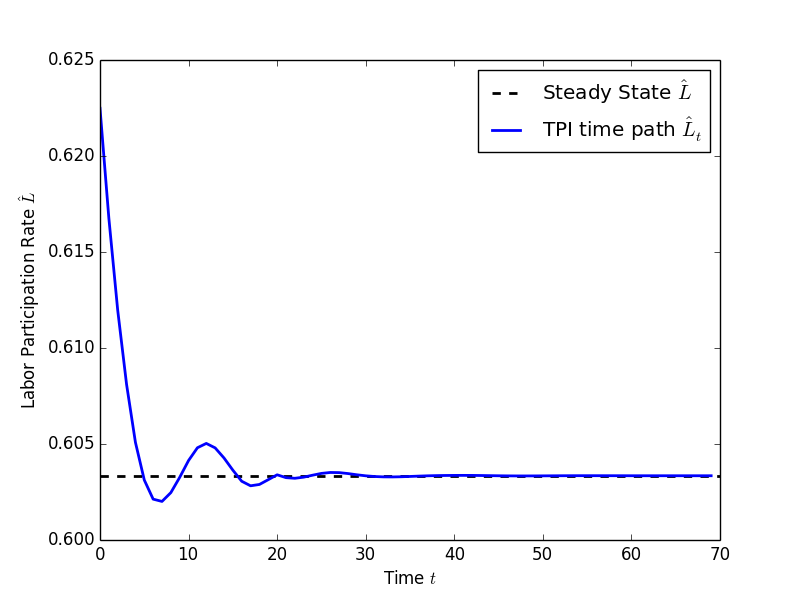 0.625
0.620
0.615
0.610
0.605
0.600
Labor Participation Rate L̂
0 10 20 30 40 50 60 70
Time t
Steady State L̂
TPI time path L̂ₜ